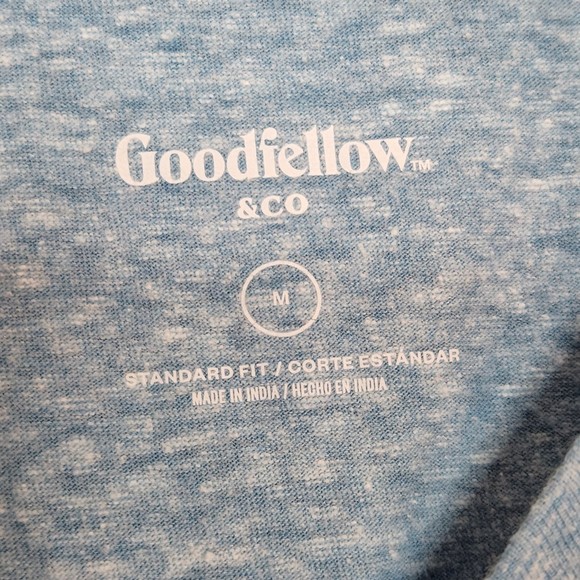 Goodfellow™
&CO
M
STANDARD FIT / CORTE ESTÁNDAR
MADE IN INDIA / HECHO EN INDIA